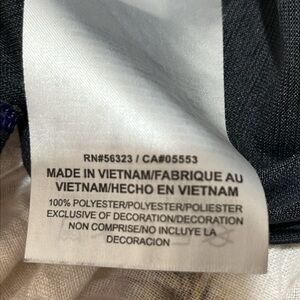 RN#56323 / CA#05553
MADE IN VIETNAM/FABRIQUE AU
VIETNAM/HECHO EN VIETNAM
100% POLYESTER/POLYESTER/POLIÉSTER
EXCLUSIVE OF DECORATION/DECORATION
NON COMPRISE/NO INCLUYE LA
DECORACION